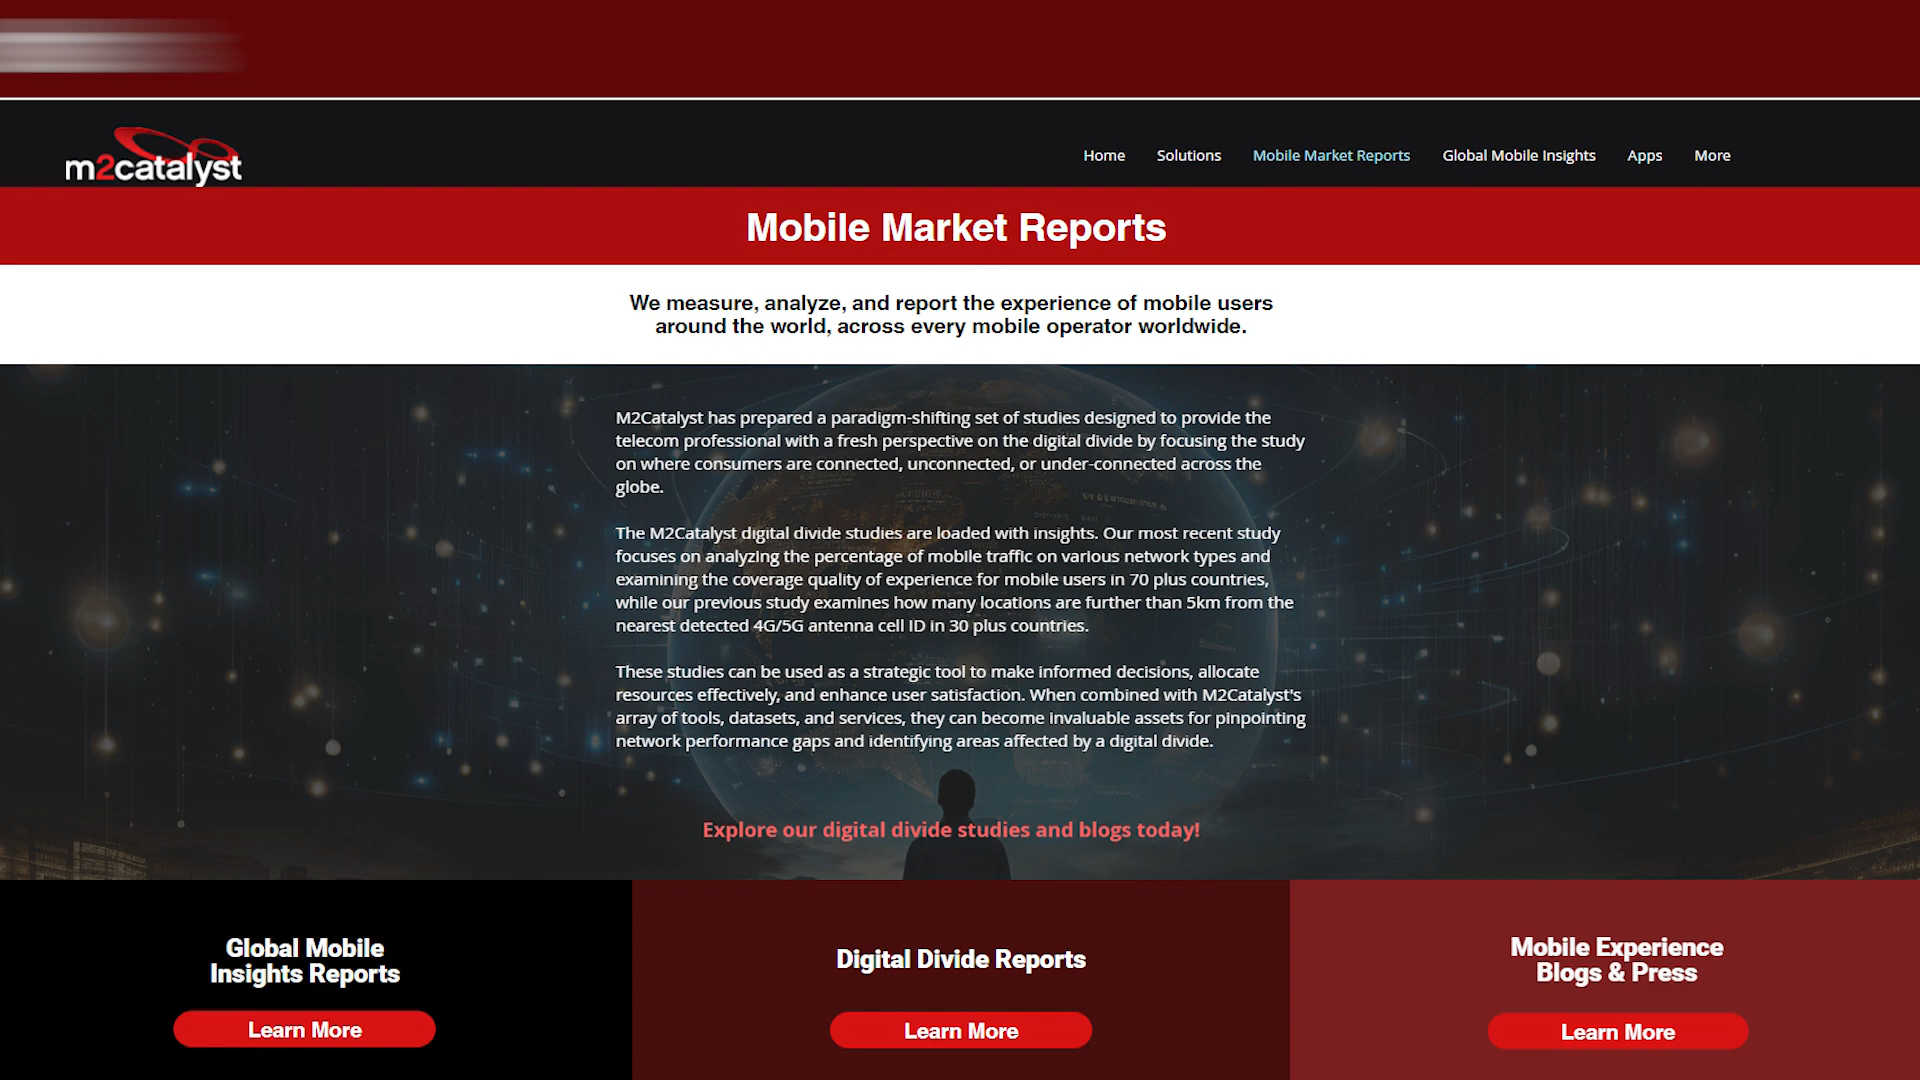 m2catalyst
Home Solutions Mobile Market Reports Global Mobile Insights Apps More
Mobile Market Reports
We measure, analyze, and report the experience of mobile users
around the world, across every mobile operator worldwide.
M2Catalyst has prepared a paradigm-shifting set of studies designed to provide the
telecom professional with a fresh perspective on the digital divide by focusing the study
on where consumers are connected, unconnected, or under-connected across the
globe.
The M2Catalyst digital divide studies are loaded with insights. Our most recent study
focuses on analyzing the percentage of mobile traffic on various network types and
examining the coverage quality of experience for mobile users in 70 plus countries,
while our previous study examines how many locations are further than 5km from the
nearest detected 4G/5G antenna cell ID in 30 plus countries.
These studies can be used as a strategic tool to make informed decisions, allocate
resources effectively, and enhance user satisfaction. When combined with M2Catalyst's
array of tools, datasets, and services, they can become invaluable assets for pinpointing
network performance gaps and identifying areas affected by a digital divide.
Explore our digital divide studies and blogs today!
Global Mobile
Insights Reports
Learn More
Digital Divide Reports
Learn More
Mobile Experience
Blogs & Press
Learn More